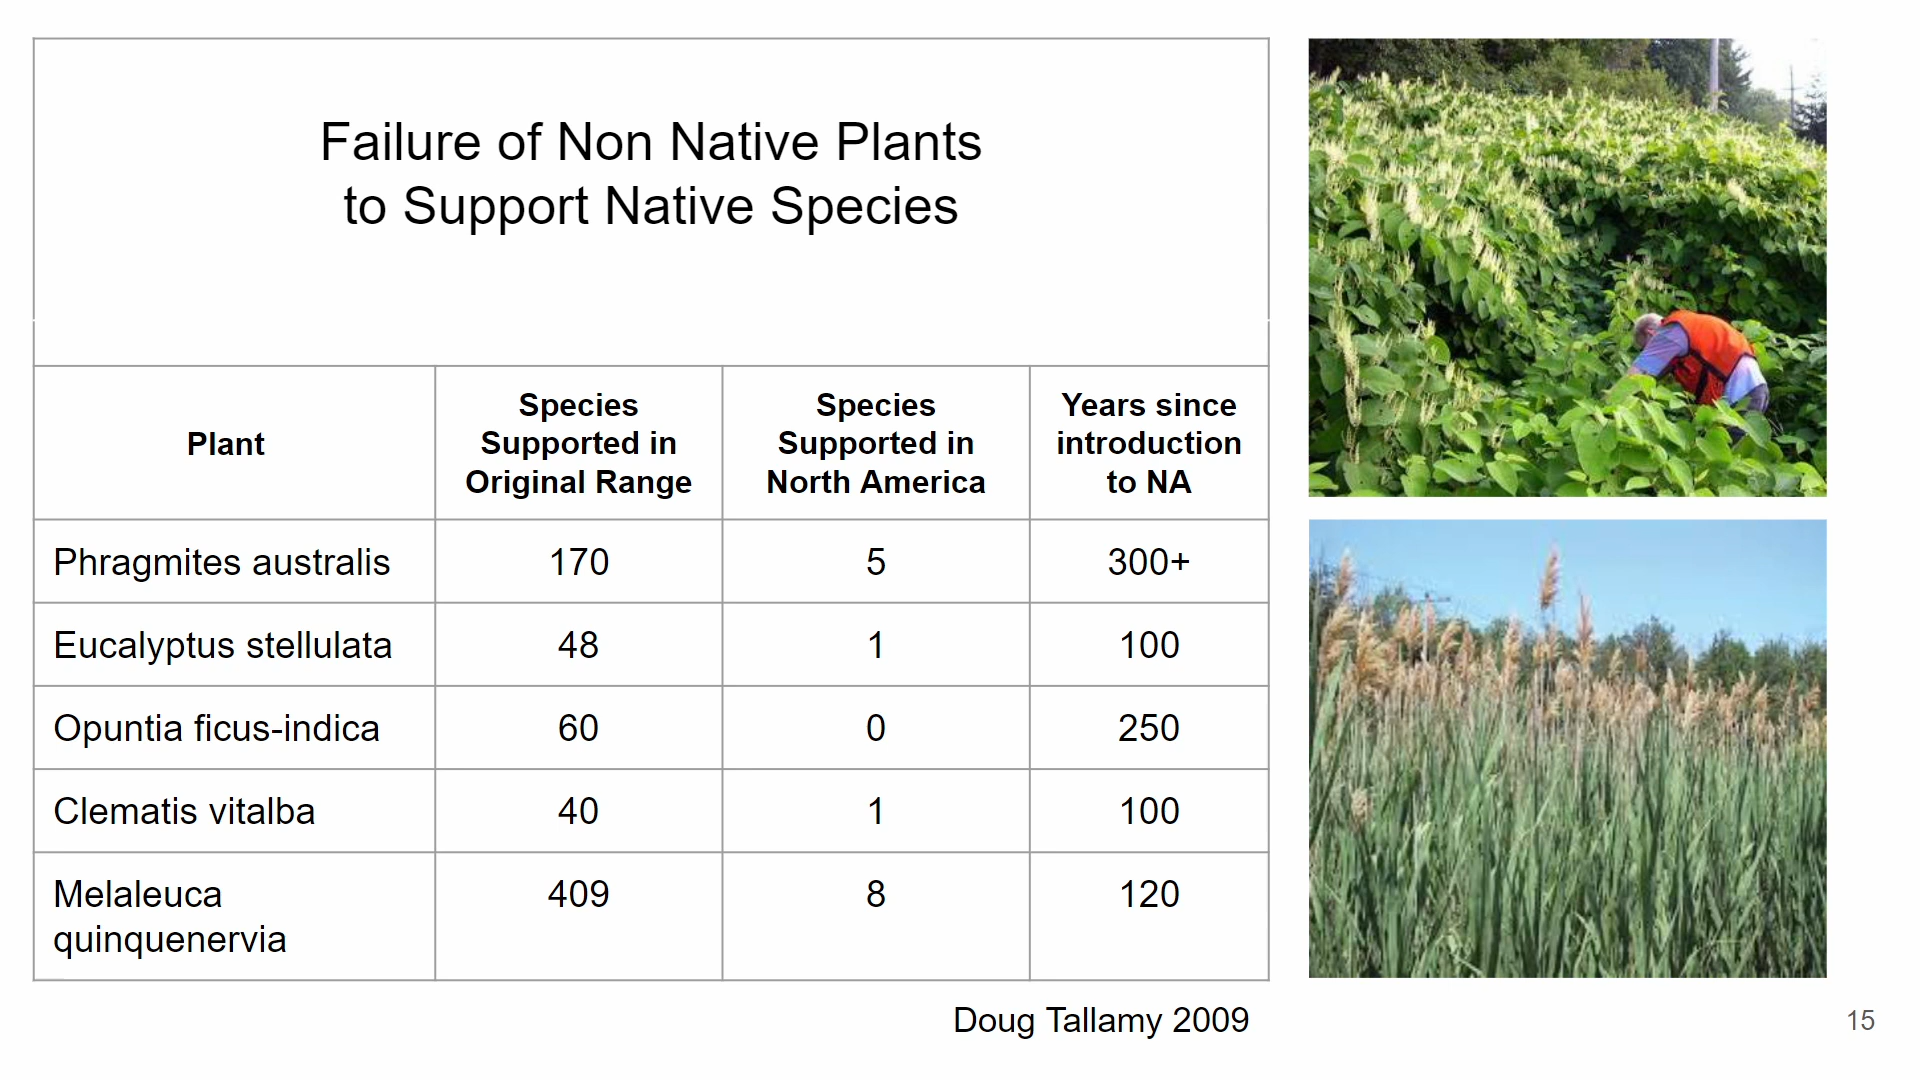 Failure of Non Native Plants
to Support Native Species
Plant
Species
Supported in
Original Range
Species
Supported in
North America
Years since
introduction
to NA
Phragmites australis 170 5 300+
Eucalyptus stellulata 48 1 100
Opuntia ficus-indica 60 0 250
Clematis vitalba 40 1 100
Melaleuca 409 8 120
quinquenervia
Doug Tallamy 2009
15